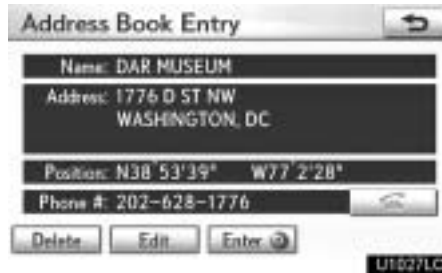 Address Book Entry
Name: DAR MUSEUM
Address: 1776 D ST NW
WASHINGTON, DC
Position: N38°53'39" W77°2'28"
Phone #: 202-628-1776
Delete Edit Enter
U1027LC